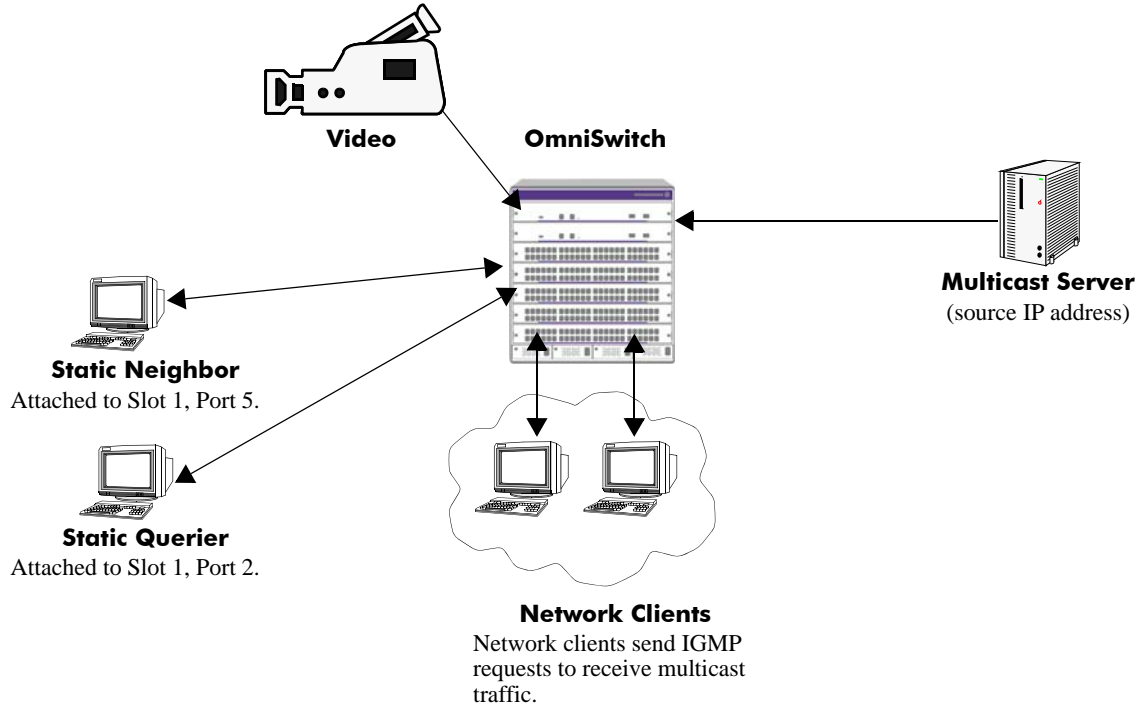 Video
OmniSwitch
Multicast Server
(source IP address)
Static Neighbor
Attached to Slot 1, Port 5.
Static Querier
Attached to Slot 1, Port 2.
Network Clients
Network clients send IGMP
requests to receive multicast
traffic.